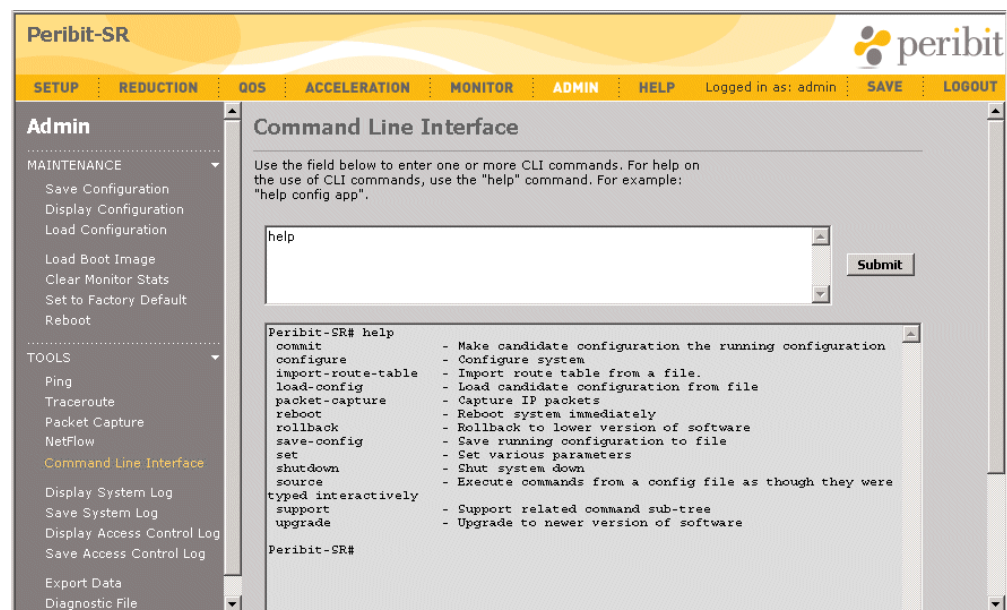 Peribit-SR
peribit
SETUP REDUCTION QOS ACCELERATION MONITOR ADMIN HELP Logged in as: admin SAVE LOGOUT
Admin
MAINTENANCE
Save Configuration
Display Configuration
Load Configuration
Load Boot Image
Clear Monitor Stats
Set to Factory Default
Reboot
TOOLS
Ping
Traceroute
Packet Capture
NetFlow
Command Line Interface
Display System Log
Save System Log
Display Access Control Log
Save Access Control Log
Export Data
Diagnostic File
Command Line Interface
Use the field below to enter one or more CLI commands. For help on
the use of CLI commands, use the "help" command. For example:
"help config app".
help
Submit
Peribit-SR# help
commit - Make candidate configuration the running configuration
configure - Configure system
import-route-table - Import route table from a file.
load-config - Load candidate configuration from file
packet-capture - Capture IP packets
reboot - Reboot system immediately
rollback - Rollback to lower version of software
save-config - Save running configuration to file
set - Set various parameters
shutdown - Shut system down
source - Execute commands from a config file as though they were
typed interactively
support - Support related command sub-tree
upgrade - Upgrade to newer version of software
Peribit-SR#